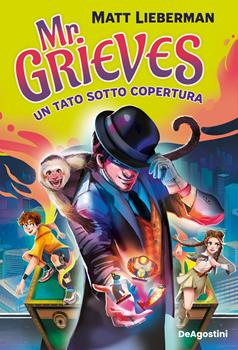 MATT LIEBERMAN
Mr
GRIEVES
UN TATO SOTTO COPERTURA
DeAGOSTINI